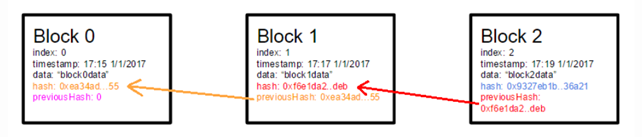 Block 0
index: 0
timestamp: 17:15 1/1/2017
data: "block0data"
hash: 0xea34ad...55
previousHash: 0
Block 1
index: 1
timestamp: 17:17 1/1/2017
data: "block1data"
hash: 0xf6e1da2..deb
previousHash: 0xea34ad...55
Block 2
index: 2
timestamp: 17:19 1/1/2017
data: "block2data"
hash: 0x9327eb1b..36a21
previousHash:
0xf6e1da2..deb